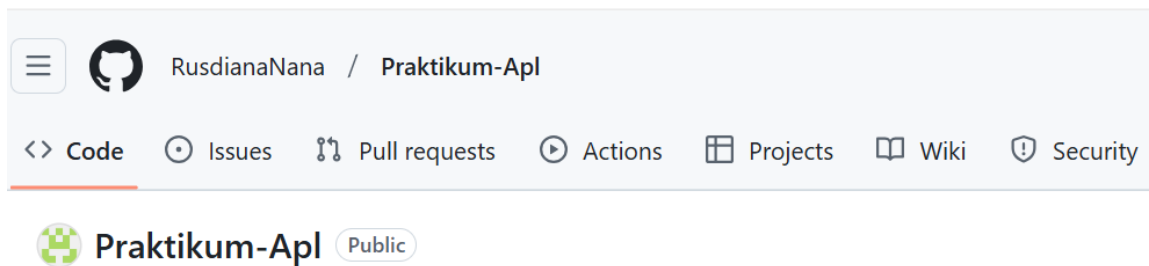 RusdianaNana / Praktikum-Apl
Code Issues Pull requests Actions Projects Wiki Security
Praktikum-Apl Public